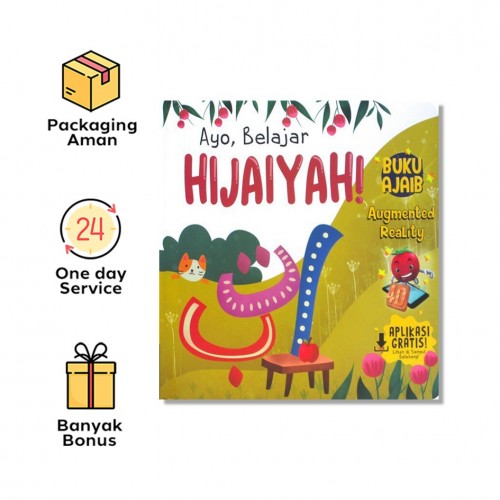 Packaging
Aman
24
One day
Service
Banyak
Bonus
Ayo, Belajar
HIJAIYAH!
BUKU
AJAIB
Augmented
Reality
APLIKASI
GRATIS!
ا
ب
ت